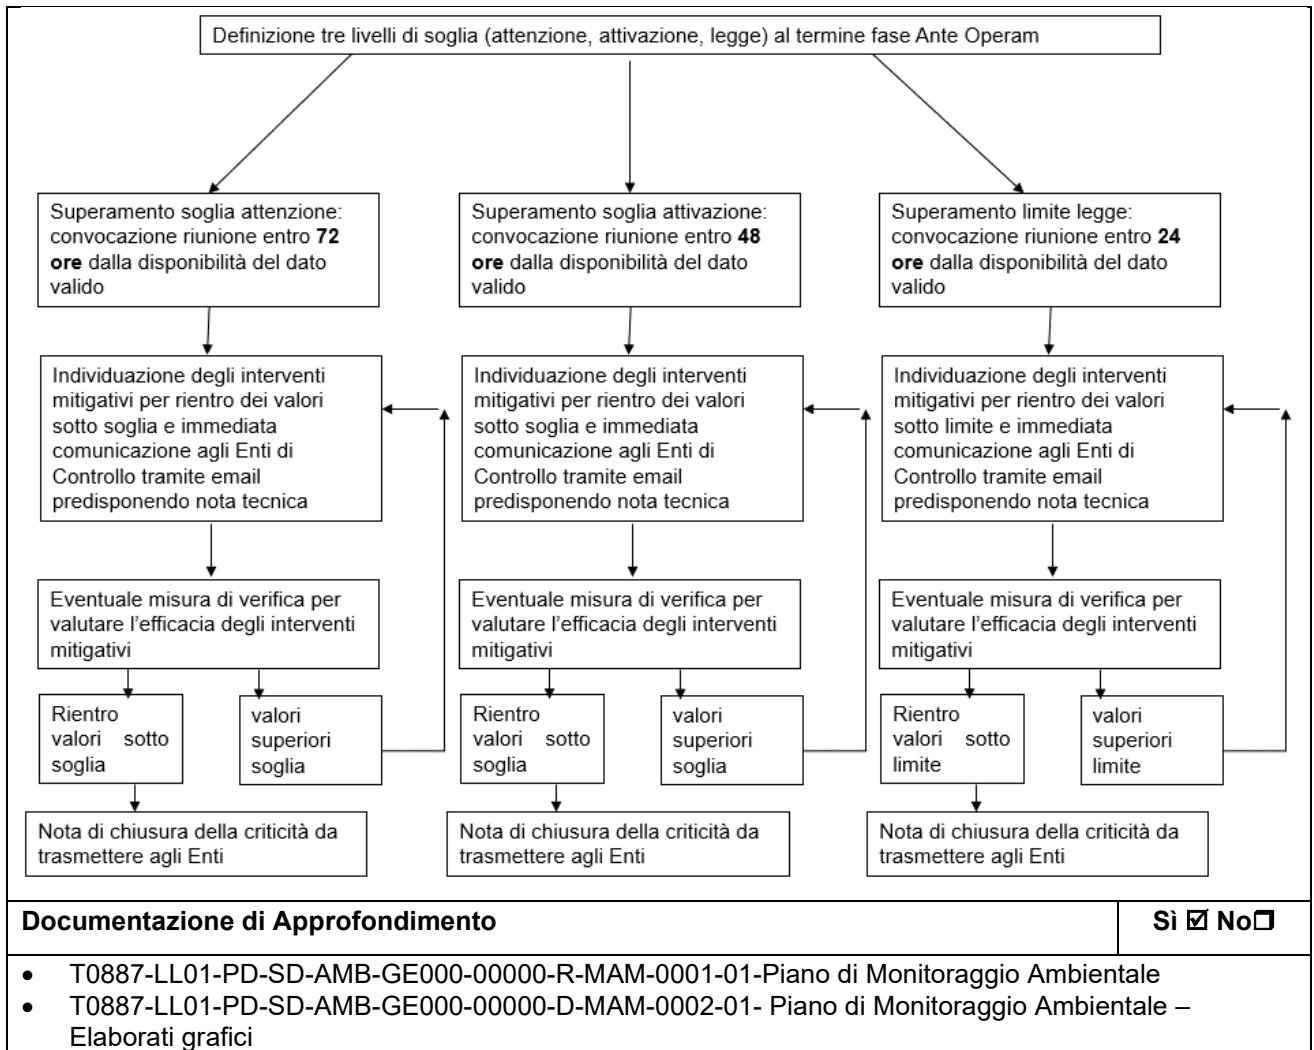 Definizione tre livelli di soglia (attenzione, attivazione, legge) al termine fase Ante Operam
Superamento soglia attenzione:
convocazione riunione entro 72
ore dalla disponibilità del dato
valido
Superamento soglia attivazione:
convocazione riunione entro 48
ore dalla disponibilità del dato
valido
Superamento limite legge:
convocazione riunione entro 24
ore dalla disponibilità del dato
valido
Individuazione degli interventi
mitigativi per rientro dei valori
sotto soglia e immediata
comunicazione agli Enti di
Controllo tramite email
predisponendo nota tecnica
Individuazione degli interventi
mitigativi per rientro dei valori
sotto soglia e immediata
comunicazione agli Enti di
Controllo tramite email
predisponendo nota tecnica
Individuazione degli interventi
mitigativi per rientro dei valori
sotto limite e immediata
comunicazione agli Enti di
Controllo tramite email
predisponendo nota tecnica
Eventuale misura di verifica per
valutare l'efficacia degli interventi
mitigativi
Eventuale misura di verifica per
valutare l'efficacia degli interventi
mitigativi
Eventuale misura di verifica per
valutare l'efficacia degli interventi
mitigativi
Rientro
valori sotto
soglia
valori
superiori
soglia
Rientro
valori sotto
soglia
valori
superiori
soglia
Rientro
valori sotto
limite
valori
superiori
limite
Nota di chiusura della criticità da
trasmettere agli Enti
Nota di chiusura della criticità da
trasmettere agli Enti
Nota di chiusura della criticità da
trasmettere agli Enti
Documentazione di Approfondimento
Sì ☑ No☐
• T0887-LL01-PD-SD-AMB-GE000-00000-R-MAM-0001-01-Piano di Monitoraggio Ambientale
• T0887-LL01-PD-SD-AMB-GE000-00000-D-MAM-0002-01- Piano di Monitoraggio Ambientale –
Elaborati grafici